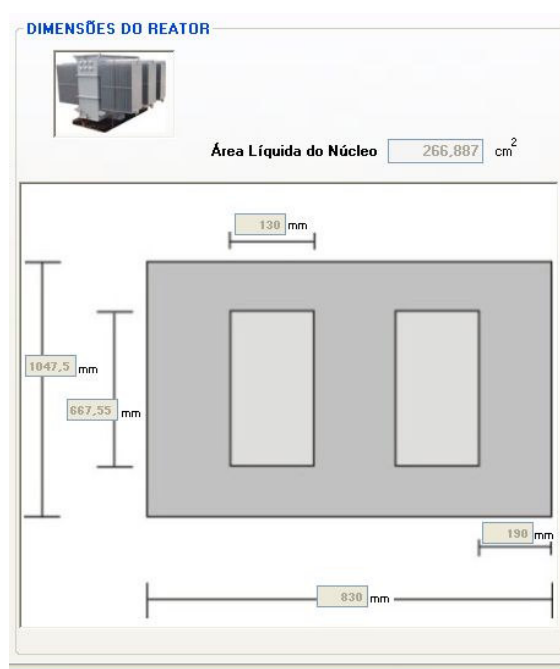 DIMENSÕES DO REATOR
Área Líquida do Núcleo 266,887 cm²
130 mm
1047,5 mm
667,55 mm
190 mm
830 mm